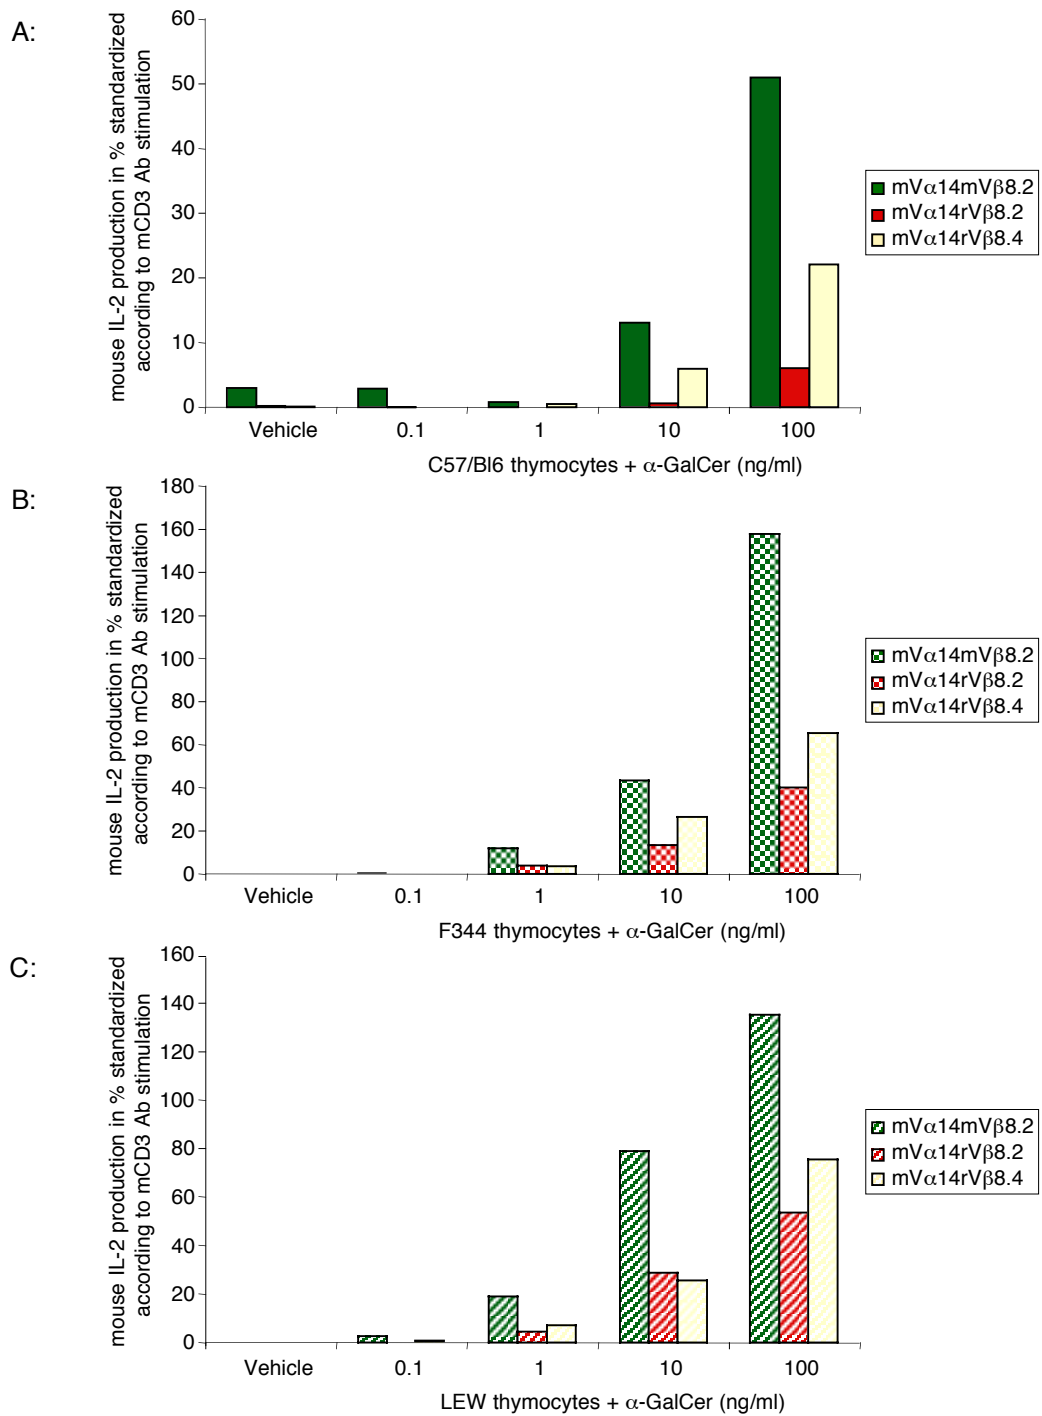 A:
mouse IL-2 production in % standardized
according to mCD3 Ab stimulation
60
50
40
30
20
10
0
Vehicle 0.1 1 10 100
C57/Bl6 thymocytes + α-GalCer (ng/ml)
mVα14mVβ8.2
mVα14rVβ8.2
mVα14rVβ8.4
B:
mouse IL-2 production in % standardized
according to mCD3 Ab stimulation
180
160
140
120
100
80
60
40
20
0
Vehicle 0.1 1 10 100
F344 thymocytes + α-GalCer (ng/ml)
mVα14mVβ8.2
mVα14rVβ8.2
mVα14rVβ8.4
C:
mouse IL-2 production in % standardized
according to mCD3 Ab stimulation
160
140
120
100
80
60
40
20
0
Vehicle 0.1 1 10 100
LEW thymocytes + α-GalCer (ng/ml)
mVα14mVβ8.2
mVα14rVβ8.2
mVα14rVβ8.4